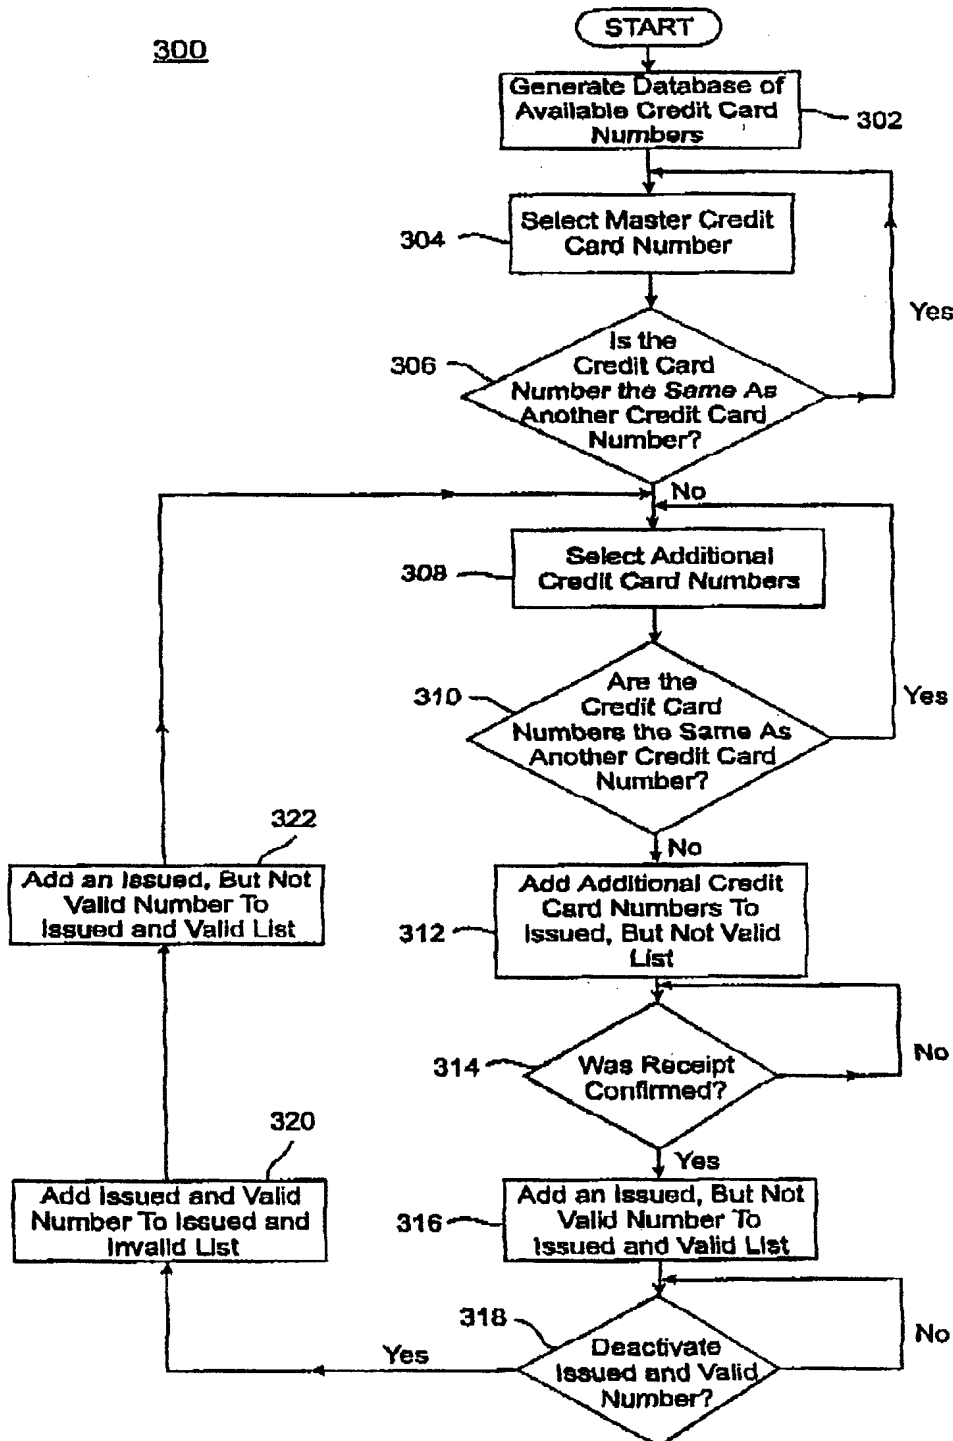 START
300
Generate Database of
Available Credit Card
Numbers
302
Select Master Credit
Card Number
304
Yes
Is the
Credit Card
Number the Same As
Another Credit Card
Number?
306
No
Select Additional
Credit Card Numbers
308
Are the
Credit Card
Numbers the Same As
Another Credit Card
Number?
310
Yes
No
322
Add an Issued, But Not
Valid Number To
Issued and Valid List
Add Additional Credit
Card Numbers To
Issued, But Not Valid
List
312
Was Receipt
Confirmed?
314
No
Yes
320
Add Issued and Valid
Number To Issued and
Invalid List
Add an Issued, But Not
Valid Number To
Issued and Valid List
316
318
Deactivate
Issued and Valid
Number?
No
Yes